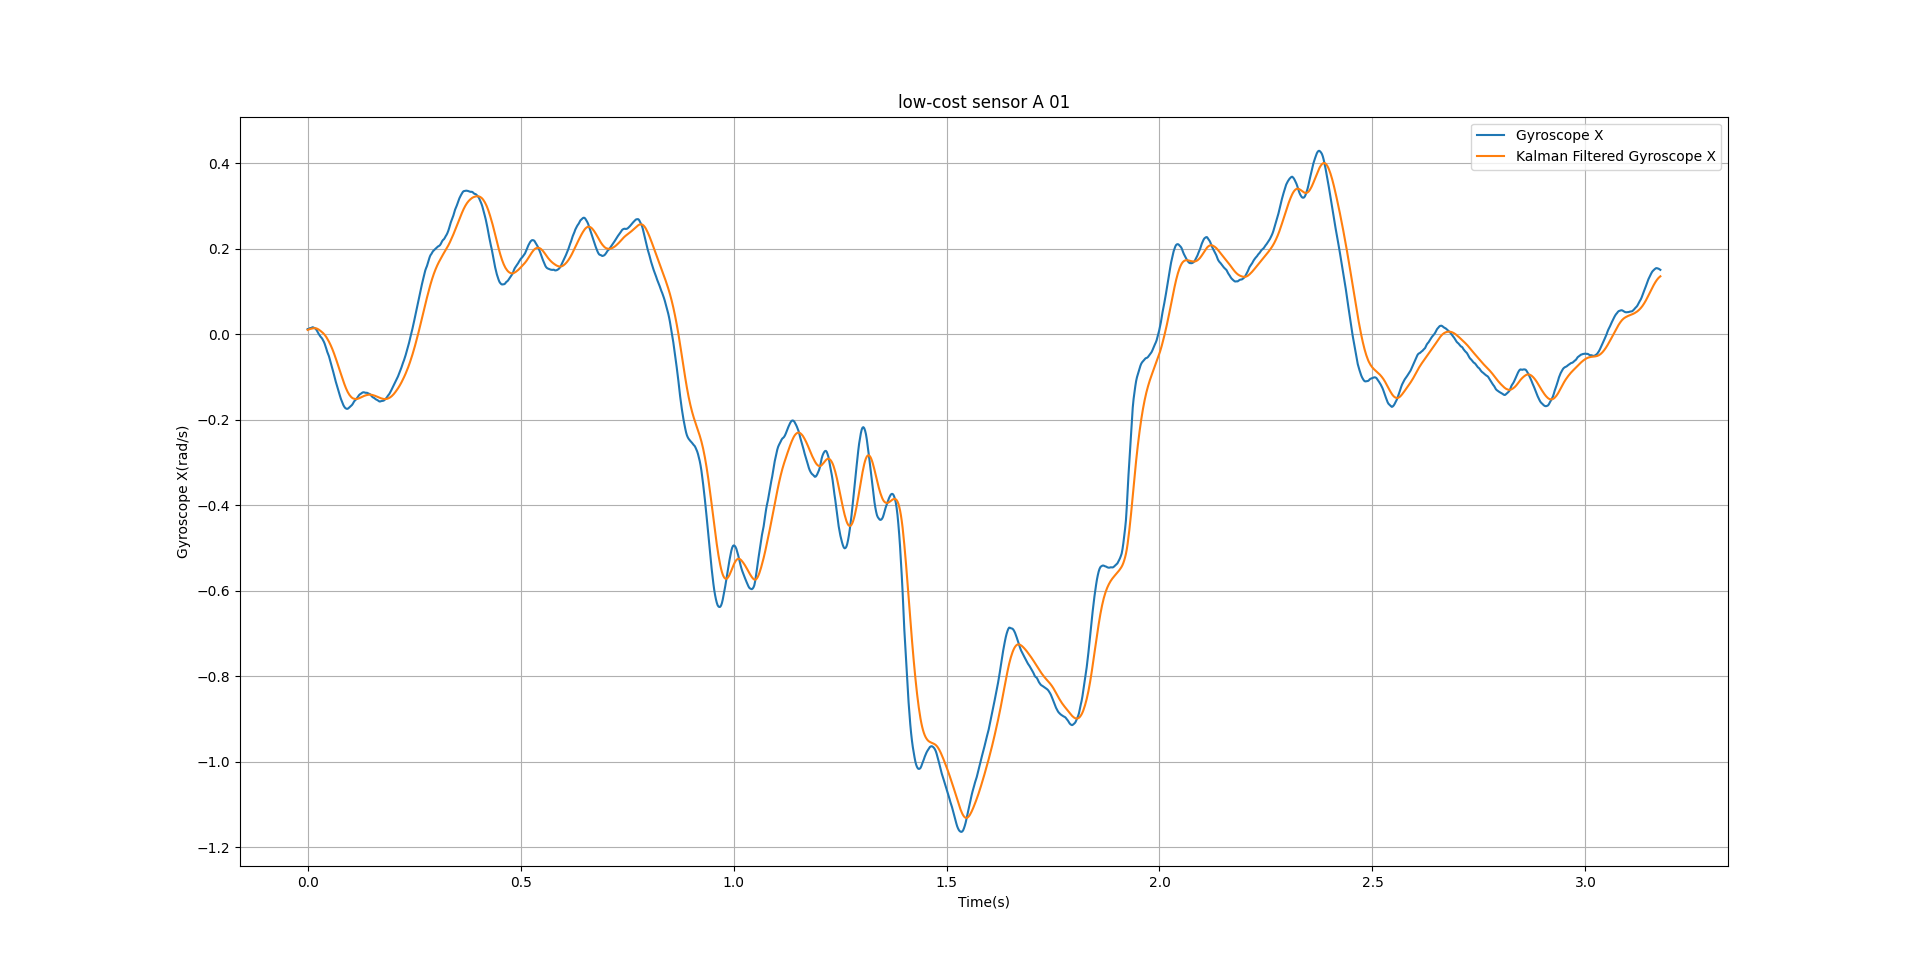 low-cost sensor A 01
Gyroscope X
Kalman Filtered Gyroscope X
0.4
0.2
0.0
−0.2
−0.4
−0.6
−0.8
−1.0
−1.2
Gyroscope X(rad/s)
0.0 0.5 1.0 1.5 2.0 2.5 3.0
Time(s)